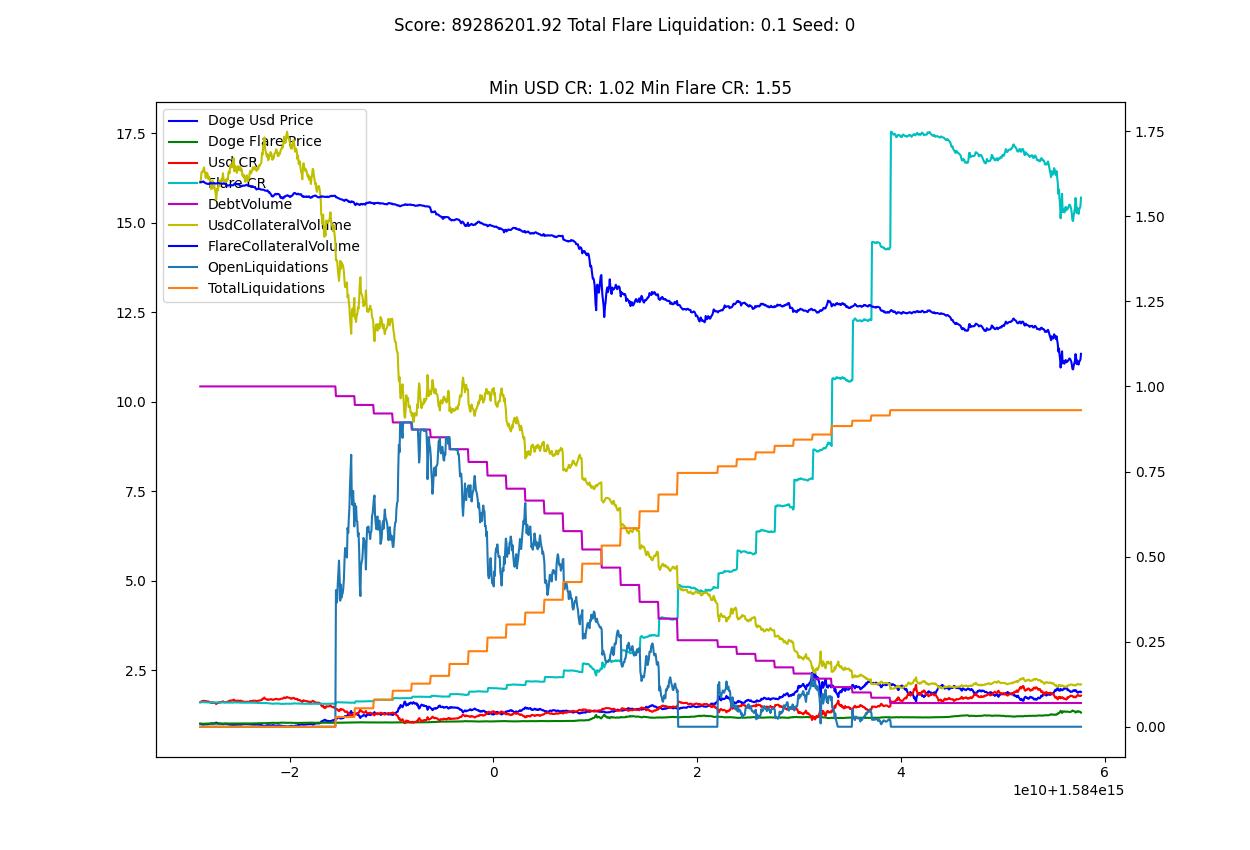 Score: 89286201.92 Total Flare Liquidation: 0.1 Seed: 0
Min USD CR: 1.02 Min Flare CR: 1.55
Doge Usd Price
Doge Flare Price
Usd CR
Flare CR
DebtVolume
UsdCollateralVolume
FlareCollateralVolume
OpenLiquidations
TotalLiquidations
17.5
15.0
12.5
10.0
7.5
5.0
2.5
1.75
1.50
1.25
1.00
0.75
0.50
0.25
0.00
−2 0 2 4 6
1e10+1.584e15